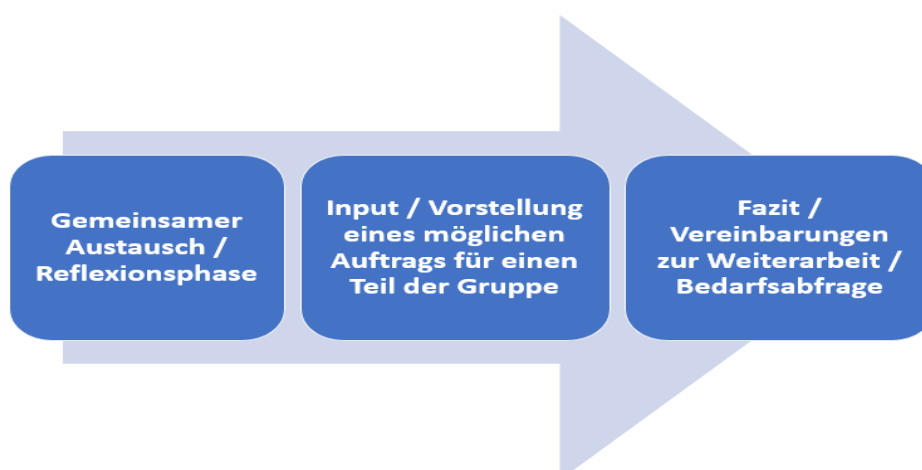 Gemeinsamer
Austausch /
Reflexionsphase
Input / Vorstellung
eines möglichen
Auftrags für einen
Teil der Gruppe
Fazit /
Vereinbarungen
zur Weiterarbeit /
Bedarfsabfrage